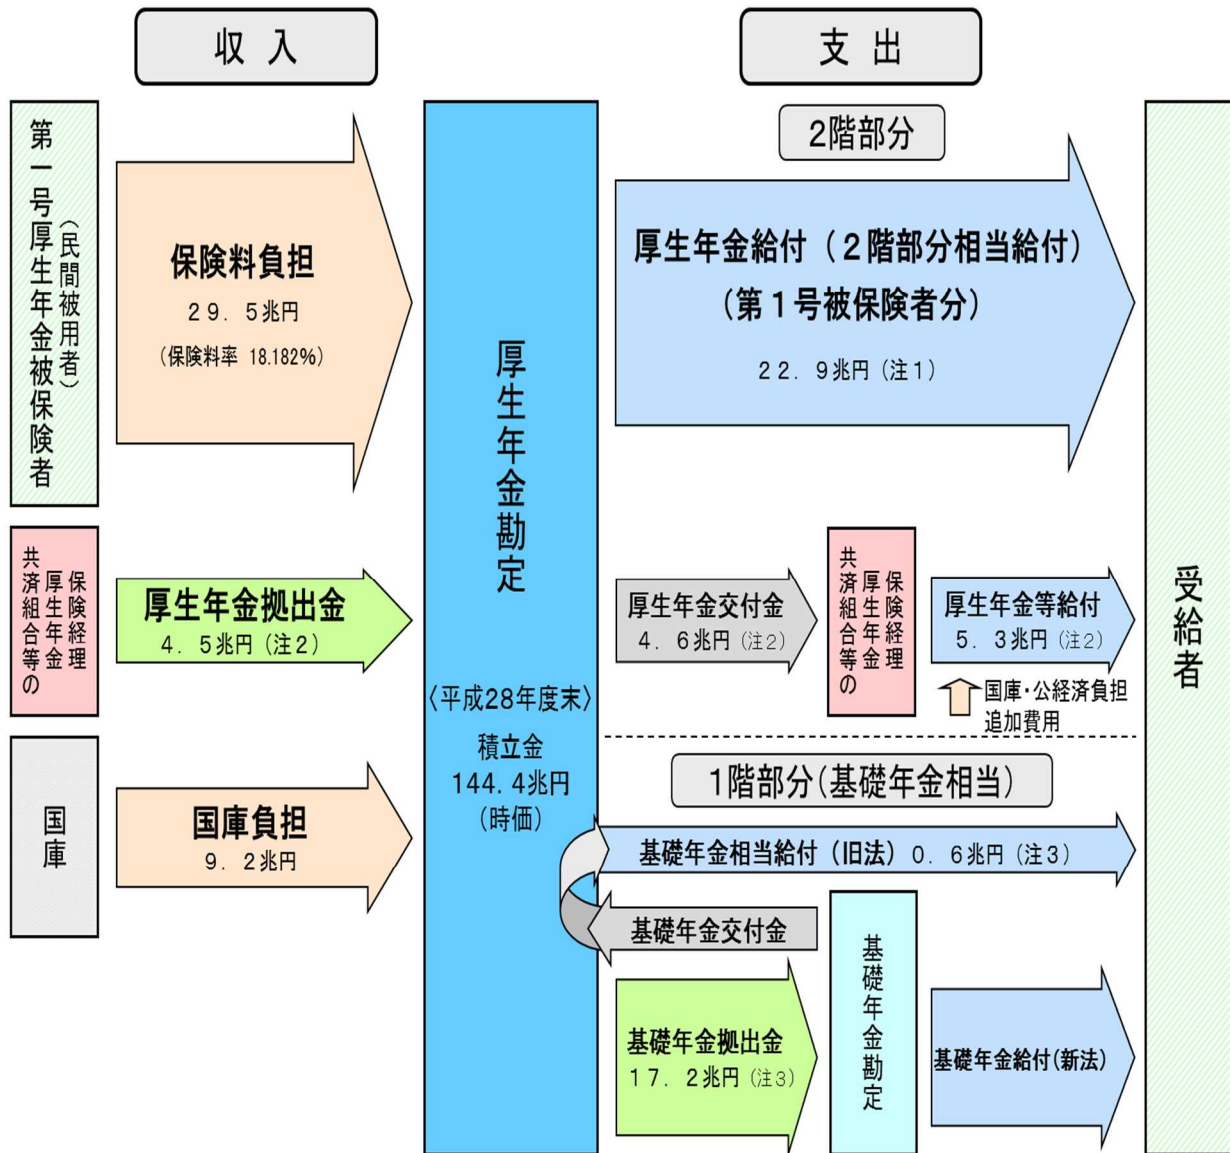 収 入
支 出
第一号厚生年金被保険者
（民間被用者）
保険料負担
２９．５兆円
（保険料率 18.182%）
共済組合等の
厚生年金
保険経理
厚生年金拠出金
４．５兆円（注２）
国庫
国庫負担
９．２兆円
厚生年金勘定
〈平成28年度末〉
積立金
144.4兆円
（時価）
２階部分
厚生年金給付（２階部分相当給付）
（第１号被保険者分）
２２．９兆円（注１）
厚生年金交付金
４．６兆円（注２）
共済組合等の
厚生年金
保険経理
厚生年金等給付
５．３兆円（注２）
国庫・公経済負担
追加費用
１階部分（基礎年金相当）
基礎年金相当給付（旧法）０．６兆円（注３）
基礎年金交付金
基礎年金拠出金
１７．２兆円（注３）
基礎年金勘定
基礎年金給付(新法)
受給者